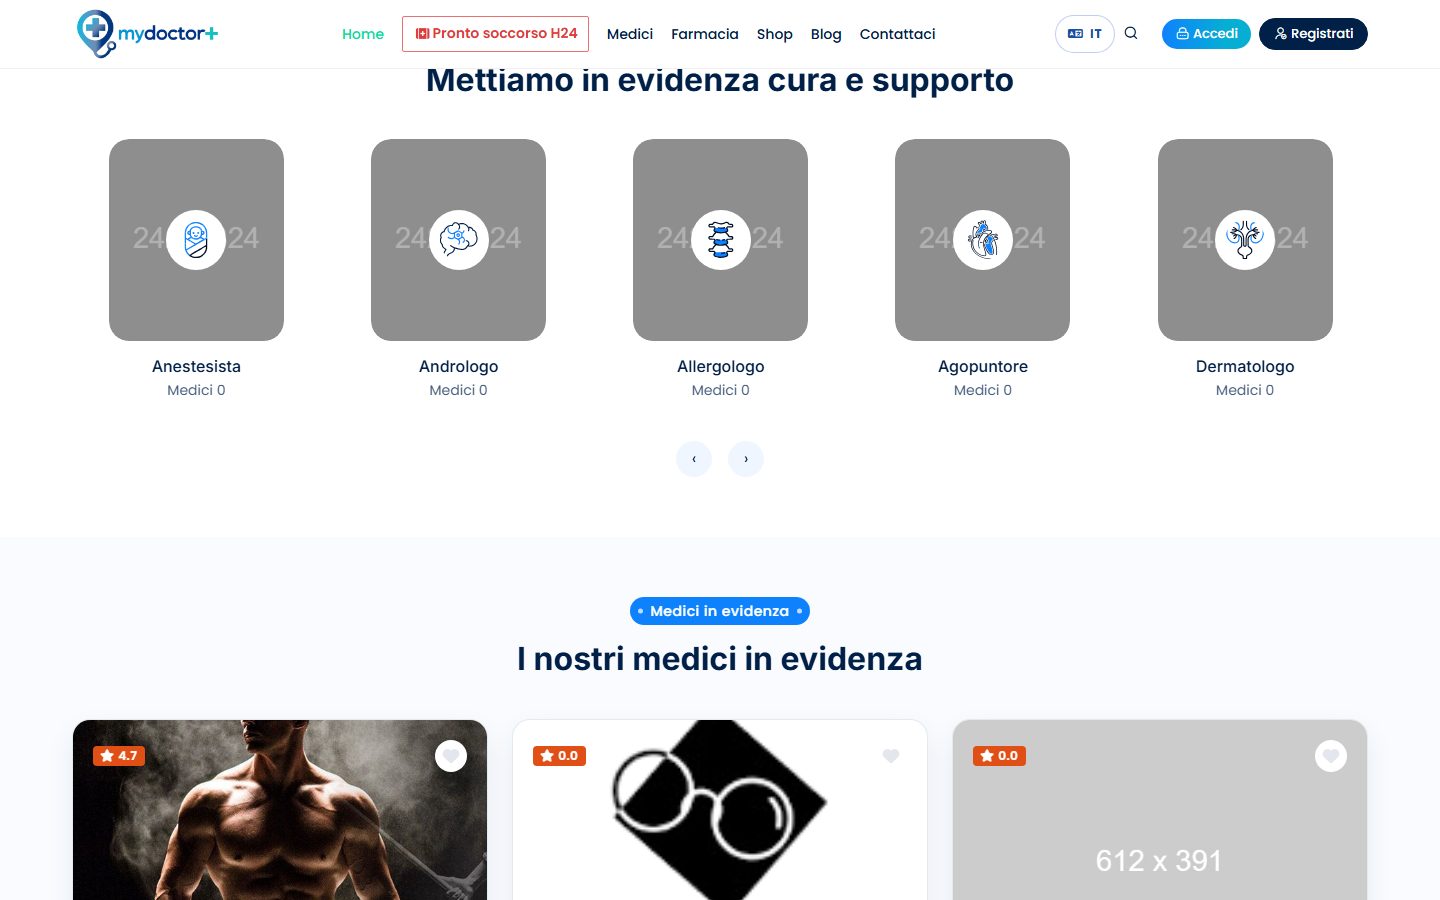 mydoctor+
Home
Pronto soccorso H24
Medici
Farmacia
Shop
Blog
Contattaci
IT
Accedi
Registrati
Mettiamo in evidenza cura e supporto
24 24
24 24
24 24
24 24
24 24
Anestesista
Medici 0
Andrologo
Medici 0
Allergologo
Medici 0
Agopuntore
Medici 0
Dermatologo
Medici 0
‹ ›
Medici in evidenza
I nostri medici in evidenza
4.7
0.0
0.0
612 x 391